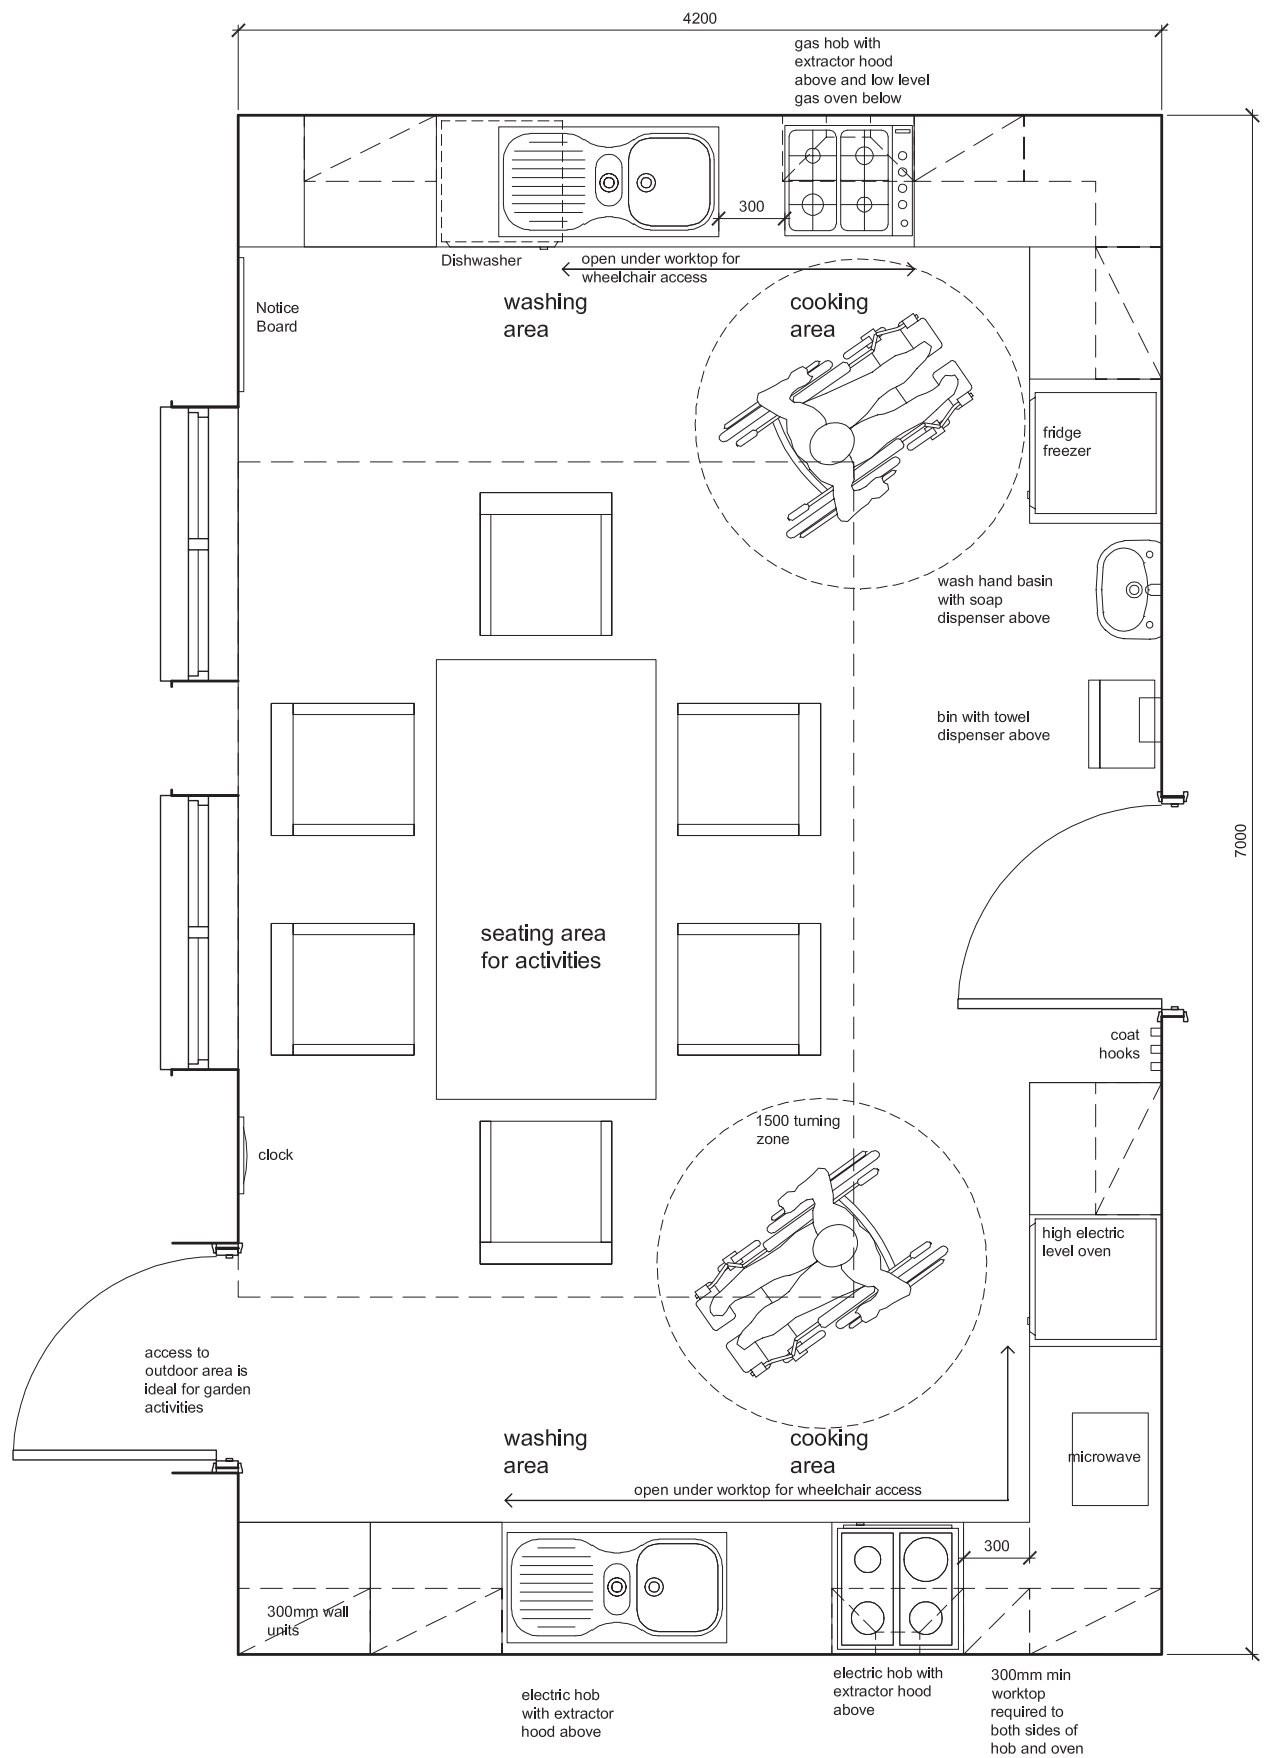 4200
gas hob with
extractor hood
above and low level
gas oven below
300
Dishwasher
open under worktop for
wheelchair access
washing
area
cooking
area
Notice
Board
fridge
freezer
wash hand basin
with soap
dispenser above
bin with towel
dispenser above
7000
seating area
for activities
coat
hooks
1500 turning
zone
clock
high electric
level oven
access to
outdoor area is
ideal for garden
activities
washing
area
cooking
area
microwave
open under worktop for wheelchair access
300
300mm wall
units
electric hob
with extractor
hood above
electric hob with
extractor hood
above
300mm min
worktop
required to
both sides of
hob and oven